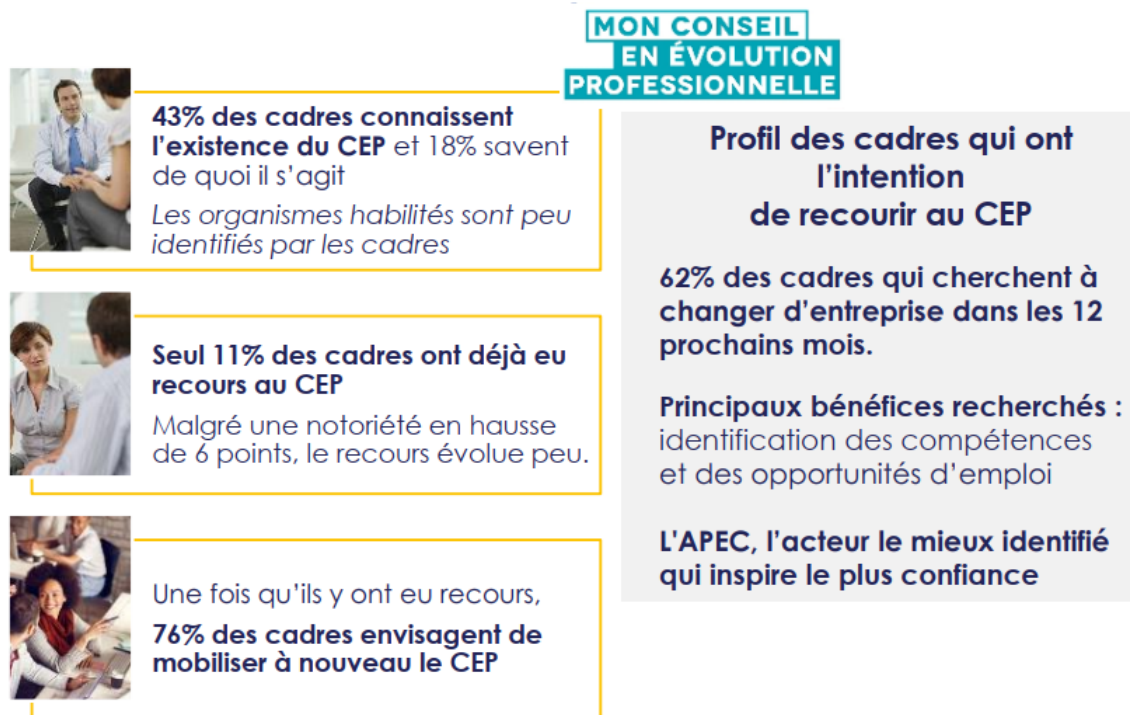 MON CONSEIL
EN ÉVOLUTION
PROFESSIONNELLE
43% des cadres connaissent
l'existence du CEP et 18% savent
de quoi il s'agit
Les organismes habilités sont peu
identifiés par les cadres
Seul 11% des cadres ont déjà eu
recours au CEP
Malgré une notoriété en hausse
de 6 points, le recours évolue peu.
Une fois qu'ils y ont eu recours,
76% des cadres envisagent de
mobiliser à nouveau le CEP
Profil des cadres qui ont
l'intention
de recourir au CEP
62% des cadres qui cherchent à
changer d'entreprise dans les 12
prochains mois.
Principaux bénéfices recherchés :
identification des compétences
et des opportunités d'emploi
L'APEC, l'acteur le mieux identifié
qui inspire le plus confiance